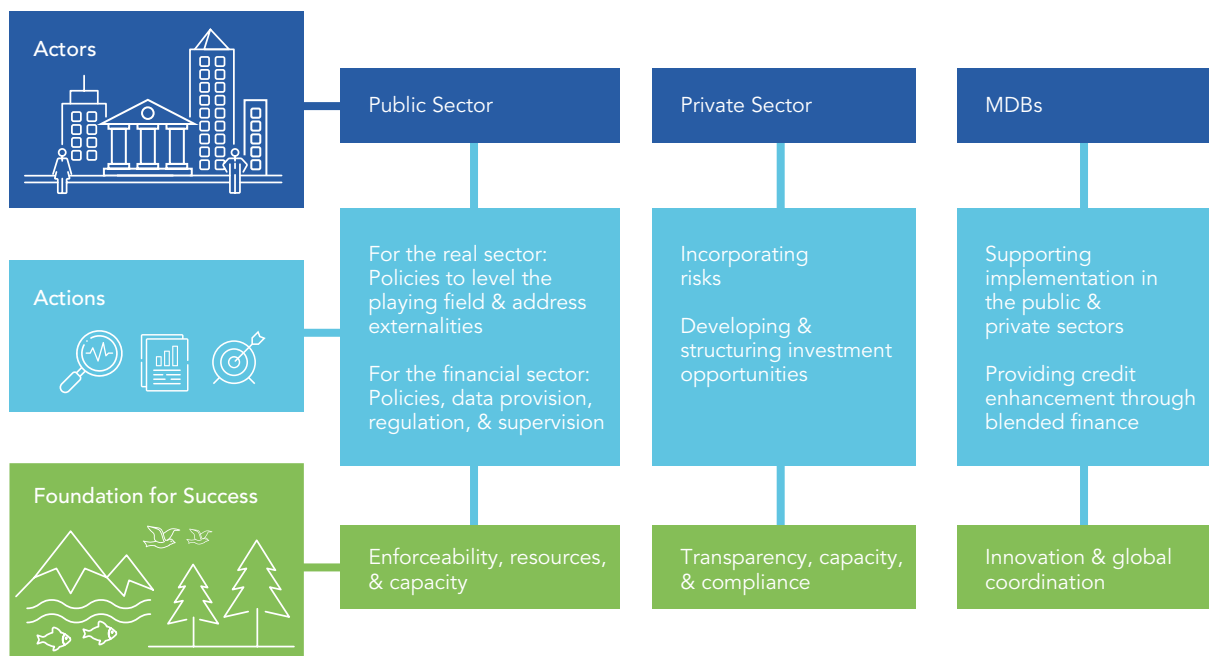 Actors
Public Sector
Private Sector
MDBs
Actions
For the real sector:
Policies to level the
playing field & address
externalities
For the financial sector:
Policies, data provision,
regulation, & supervision
Incorporating
risks
Developing &
structuring investment
opportunities
Supporting
implementation in
the public &
private sectors
Providing credit
enhancement through
blended finance
Foundation for Success
Enforceability, resources,
& capacity
Transparency, capacity,
& compliance
Innovation & global
coordination